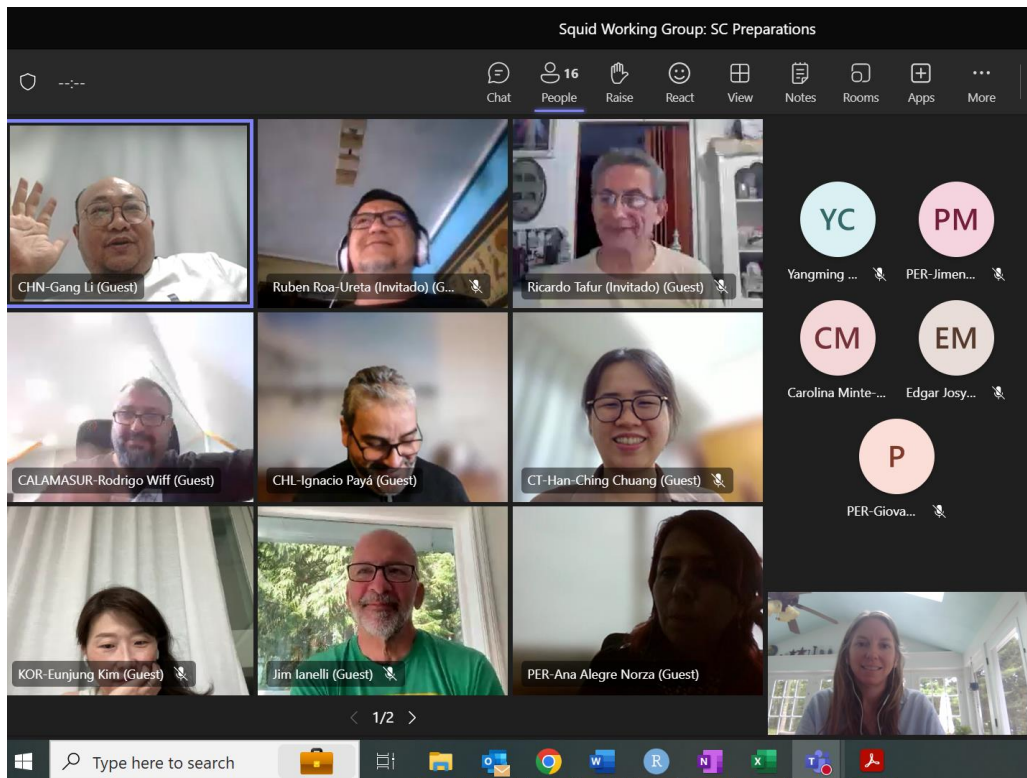 Squid Working Group: SC Preparations
--:--
16
Chat
People
Raise
React
View
Notes
Rooms
Apps
More
CHN-Gang Li (Guest)
Ruben Roa-Ureta (Invitado) (G...
Ricardo Tafur (Invitado) (Guest)
YC
PM
Yangming ...
PER-Jimen...
CM
EM
Carolina Minte-...
Edgar Josy...
CALAMASUR-Rodrigo Wiff (Guest)
CHL-Ignacio Payá (Guest)
CT-Han-Ching Chuang (Guest)
P
PER-Giova...
KOR-Eunjung Kim (Guest)
Jim Ianelli (Guest)
PER-Ana Alegre Norza (Guest)
1/2
Type here to search